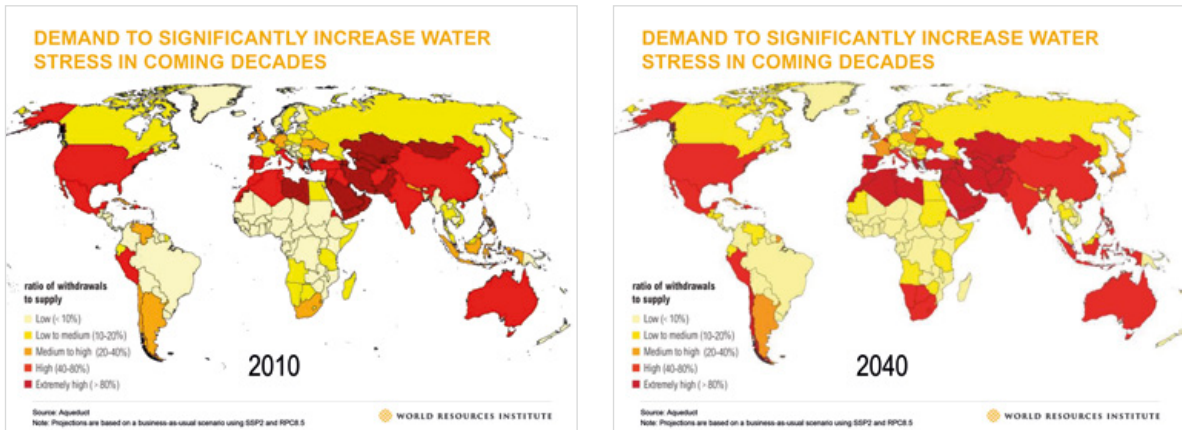 DEMAND TO SIGNIFICANTLY INCREASE WATER
STRESS IN COMING DECADES
ratio of withdrawals
to supply
Low (< 10%)
Low to medium (10-20%)
Medium to high (20-40%)
High (40-80%)
Extremely high (> 80%)
2010
Source: Aqueduct
Note: Projections are based on a business-as-usual scenario using SSP2 and RPC8.5
WORLD RESOURCES INSTITUTE
DEMAND TO SIGNIFICANTLY INCREASE WATER
STRESS IN COMING DECADES
ratio of withdrawals
to supply
Low (< 10%)
Low to medium (10-20%)
Medium to high (20-40%)
High (40-80%)
Extremely high (> 80%)
2040
Source: Aqueduct
Note: Projections are based on a business-as-usual scenario using SSP2 and RPC8.5
WORLD RESOURCES INSTITUTE